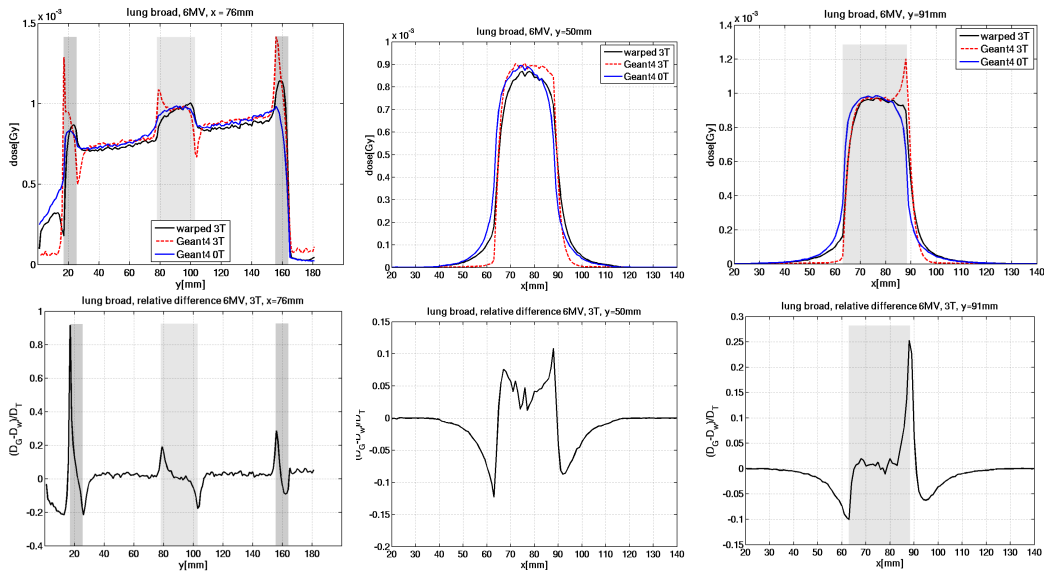 lung broad, 6MV, x = 76mm
x 10⁻³
1.5
1
0.5
0
dose[Gy]
warped 3T
Geant4 3T
Geant4 0T
20 40 60 80 100 120 140 160 180
y[mm]
lung broad, 6MV, y=50mm
x 10⁻³
1
0.9
0.8
0.7
0.6
0.5
0.4
0.3
0.2
0.1
0
dose[Gy]
warped 3T
Geant4 3T
Geant4 0T
20 30 40 50 60 70 80 90 100 110 120 130 140
x[mm]
lung broad, 6MV, y=91mm
x 10⁻³
1.4
1.2
1
0.8
0.6
0.4
0.2
0
dose[Gy]
warped 3T
Geant4 3T
Geant4 0T
20 30 40 50 60 70 80 90 100 110 120 130 140
x[mm]
lung broad, relative difference 6MV, 3T, x=76mm
1
0.8
0.6
0.4
0.2
0
-0.2
-0.4
(D_G-D_w)/D_T
20 40 60 80 100 120 140 160 180
y[mm]
lung broad, relative difference 6MV, 3T, y=50mm
0.15
0.1
0.05
0
-0.05
-0.1
-0.15
-0.2
(D_G-D_w)/D_T
20 30 40 50 60 70 80 90 100 110 120 130 140
x[mm]
lung broad, relative difference 6MV, 3T, y=91mm
0.3
0.25
0.2
0.15
0.1
0.05
0
-0.05
-0.1
-0.15
(D_G-D_w)/D_T
20 30 40 50 60 70 80 90 100 110 120 130 140
x[mm]